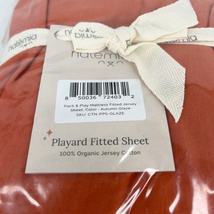 natemia
8 50036 72403 2
Pack & Play Mattress Fitted Jersey
Sheet, Color : Autumn Glaze
SKU: CTN-PPS-GLAZE
Playard Fitted Sheet
100% Organic Jersey Cotton